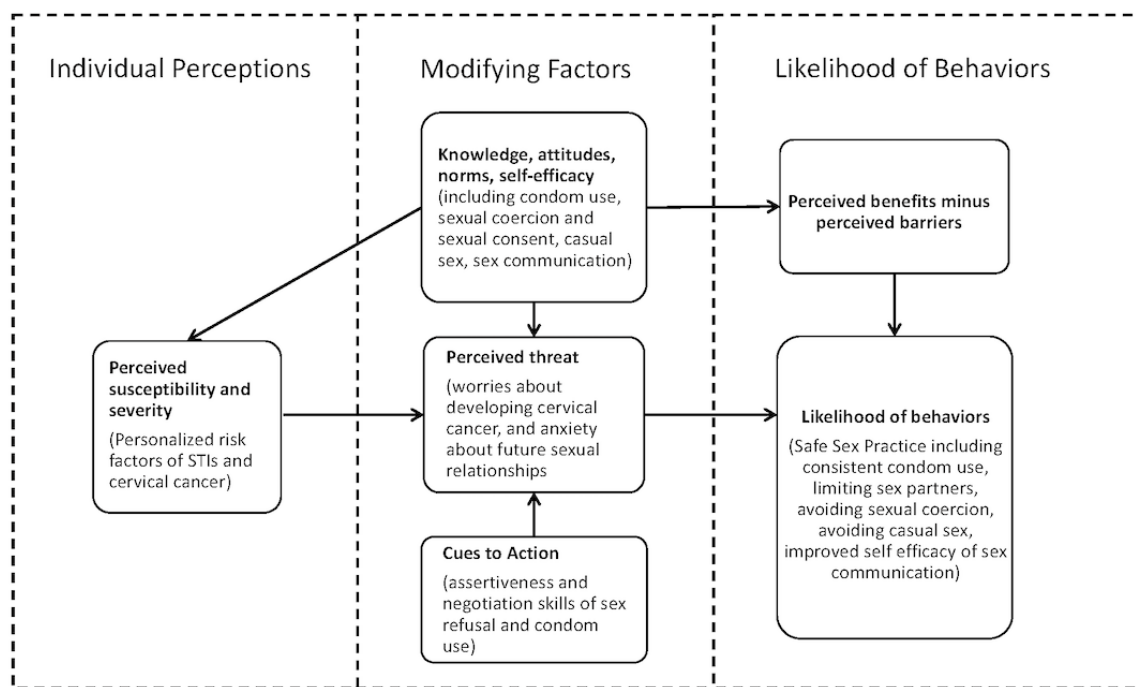 Individual Perceptions
Modifying Factors
Likelihood of Behaviors
Knowledge, attitudes,
norms, self-efficacy
(including condom use,
sexual coercion and
sexual consent, casual
sex, sex communication)
Perceived benefits minus
perceived barriers
Perceived
susceptibility and
severity
(Personalized risk
factors of STIs and
cervical cancer)
Perceived threat
(worries about
developing cervical
cancer, and anxiety
about future sexual
relationships
Likelihood of behaviors
(Safe Sex Practice including
consistent condom use,
limiting sex partners,
avoiding sexual coercion,
avoiding casual sex,
improved self efficacy of sex
communication)
Cues to Action
(assertiveness and
negotiation skills of sex
refusal and condom
use)